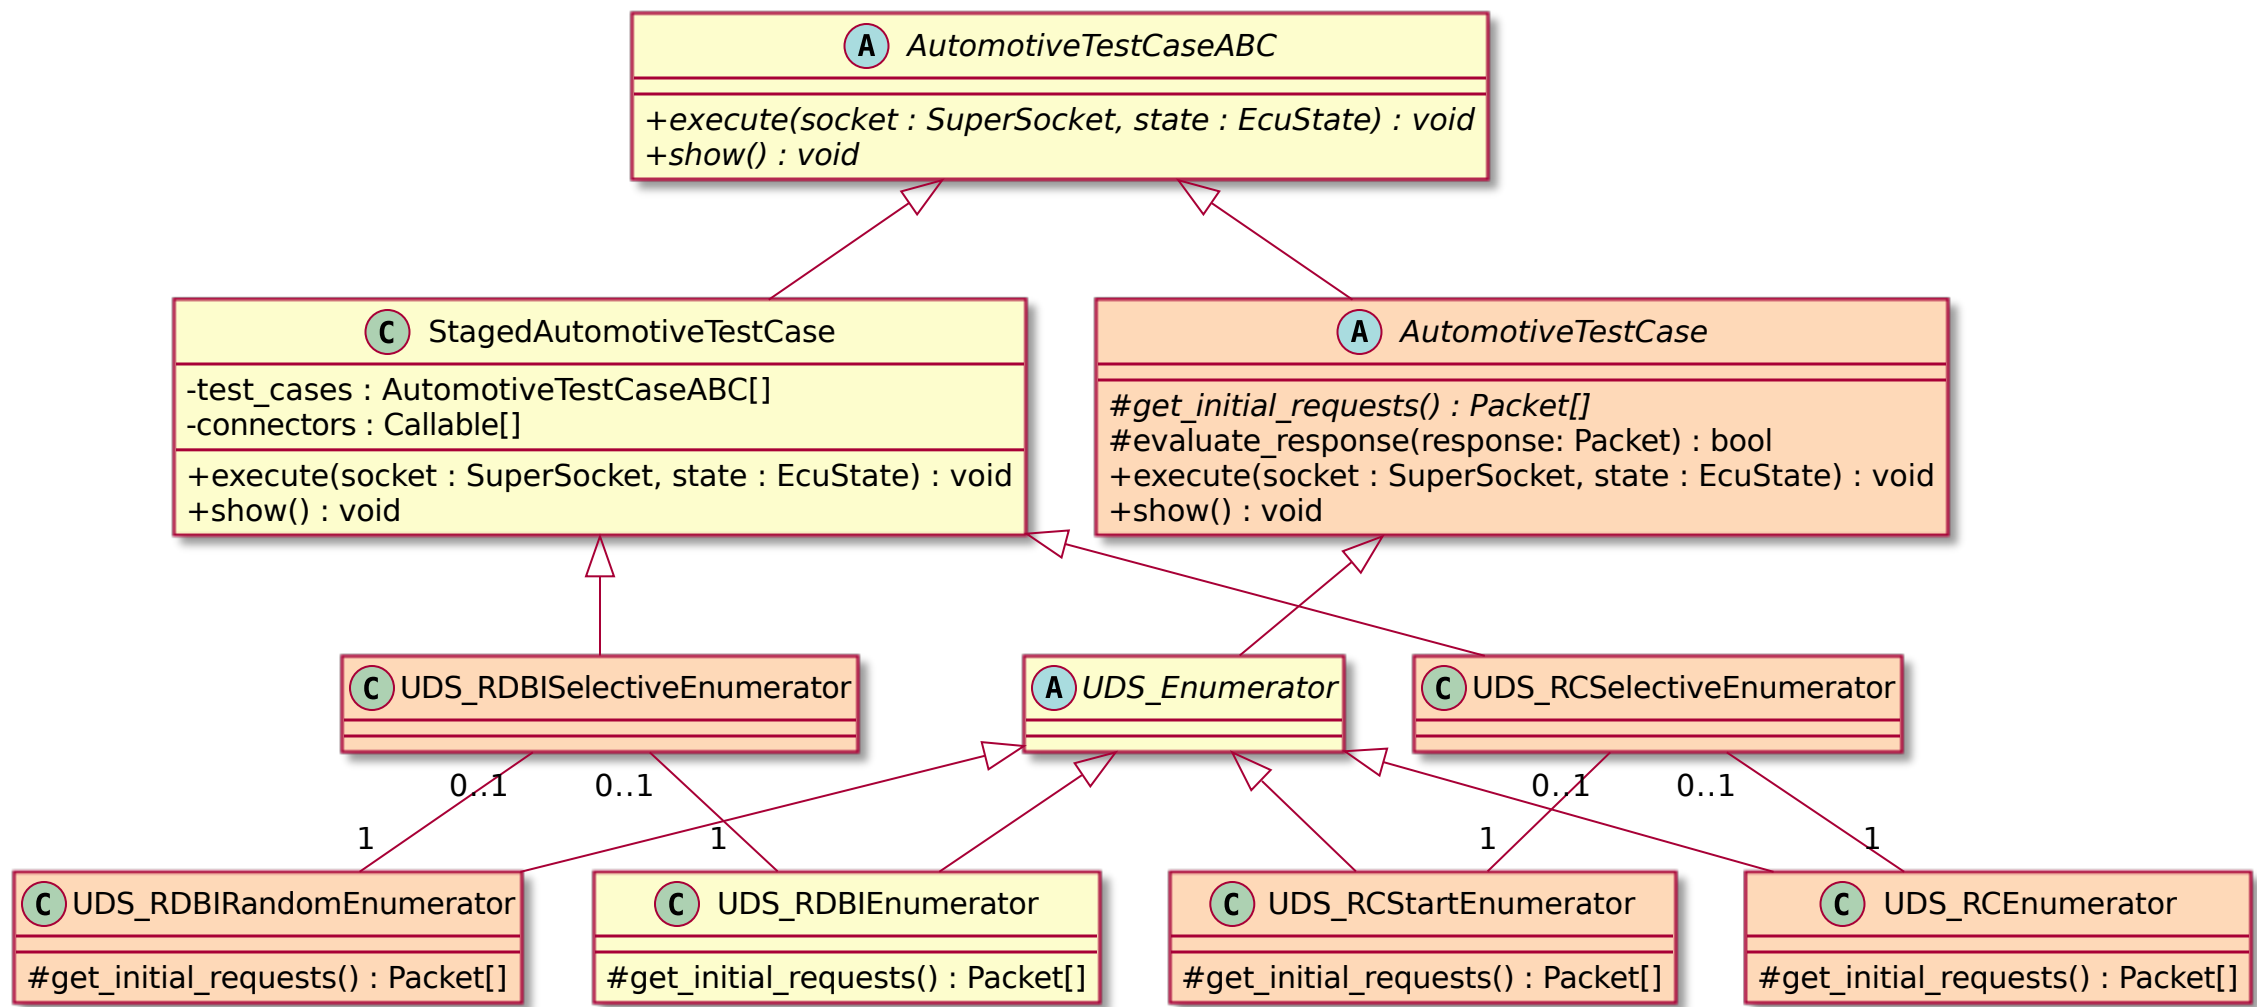 A AutomotiveTestCaseABC
+execute(socket : SuperSocket, state : EcuState) : void
+show() : void
C StagedAutomotiveTestCase
-test_cases : AutomotiveTestCaseABC[]
-connectors : Callable[]
+execute(socket : SuperSocket, state : EcuState) : void
+show() : void
A AutomotiveTestCase
#get_initial_requests() : Packet[]
#evaluate_response(response: Packet) : bool
+execute(socket : SuperSocket, state : EcuState) : void
+show() : void
C UDS_RDBISelectiveEnumerator
A UDS_Enumerator
C UDS_RCSelectiveEnumerator
0..1
0..1
0..1
0..1
1
1
1
1
C UDS_RDBIRandomEnumerator
#get_initial_requests() : Packet[]
C UDS_RDBIEnumerator
#get_initial_requests() : Packet[]
C UDS_RCStartEnumerator
#get_initial_requests() : Packet[]
C UDS_RCEnumerator
#get_initial_requests() : Packet[]